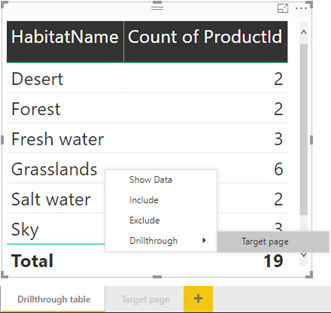 HabitatName Count of ProductId
Desert 2
Forest 2
Fresh water 3
Grasslands 6
Salt water 2
Sky 3
Total 19
Show Data
Include
Exclude
Drillthrough
Target page
Drillthrough table Target page +